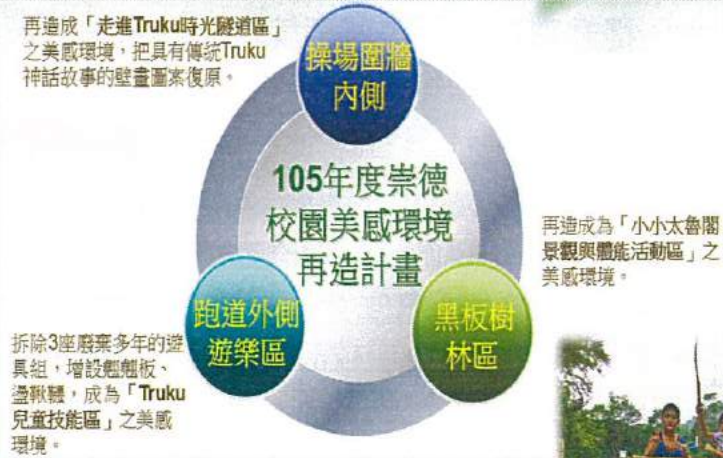 再造成「走進Truku時光隧道區」
之美感環境，把具有傳統Truku
神話故事的壁畫圖案復原。
操場圍牆
內側
105年度崇德
校園美感環境
再造計畫
再造成為「小小太魯閣
景觀與體能活動區」之
美感環境。
跑道外側
遊樂區
黑板樹
林區
拆除3座廢棄多年的遊
具組，增設翹翹板、
盪鞦韆，成為「Truku
兒童技能區」之美感
環境。